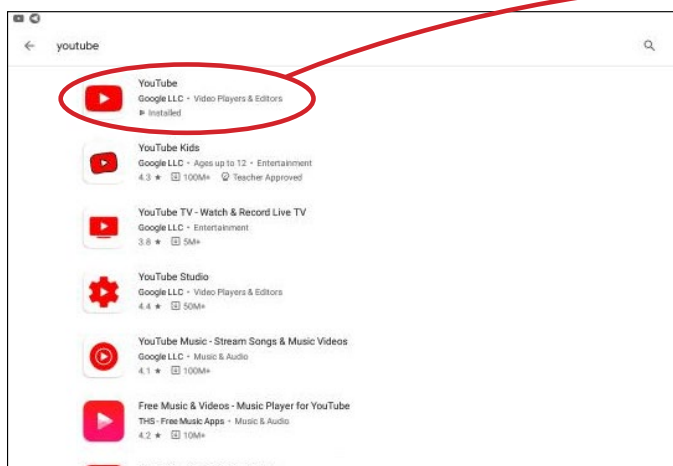 youtube
YouTube
Google LLC • Video Players & Editors
Installed
YouTube Kids
Google LLC • Ages up to 12 • Entertainment
4.3 ★ 100M+ Teacher Approved
YouTube TV - Watch & Record Live TV
Google LLC • Entertainment
3.8 ★ 5M+
YouTube Studio
Google LLC • Video Players & Editors
4.4 ★ 50M+
YouTube Music - Stream Songs & Music Videos
Google LLC • Music & Audio
4.1 ★ 100M+
Free Music & Videos - Music Player for YouTube
THS - Free Music Apps • Music & Audio
4.2 ★ 10M+